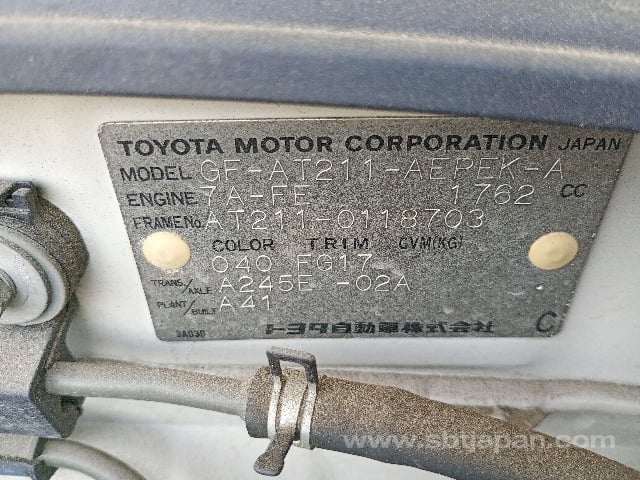 TOYOTA MOTOR CORPORATION JAPAN
MODEL GF-AT211-AEPEK-A
ENGINE 7A-FE 1762 CC
FRAME No. AT211-0118703
COLOR TRIM GVM(KG)
040 FG17
TRANS./AXLE A245E -02A
PLANT/BUILT A41
3A030 トヨタ自動車株式会社 C
www.sbtjapan.com